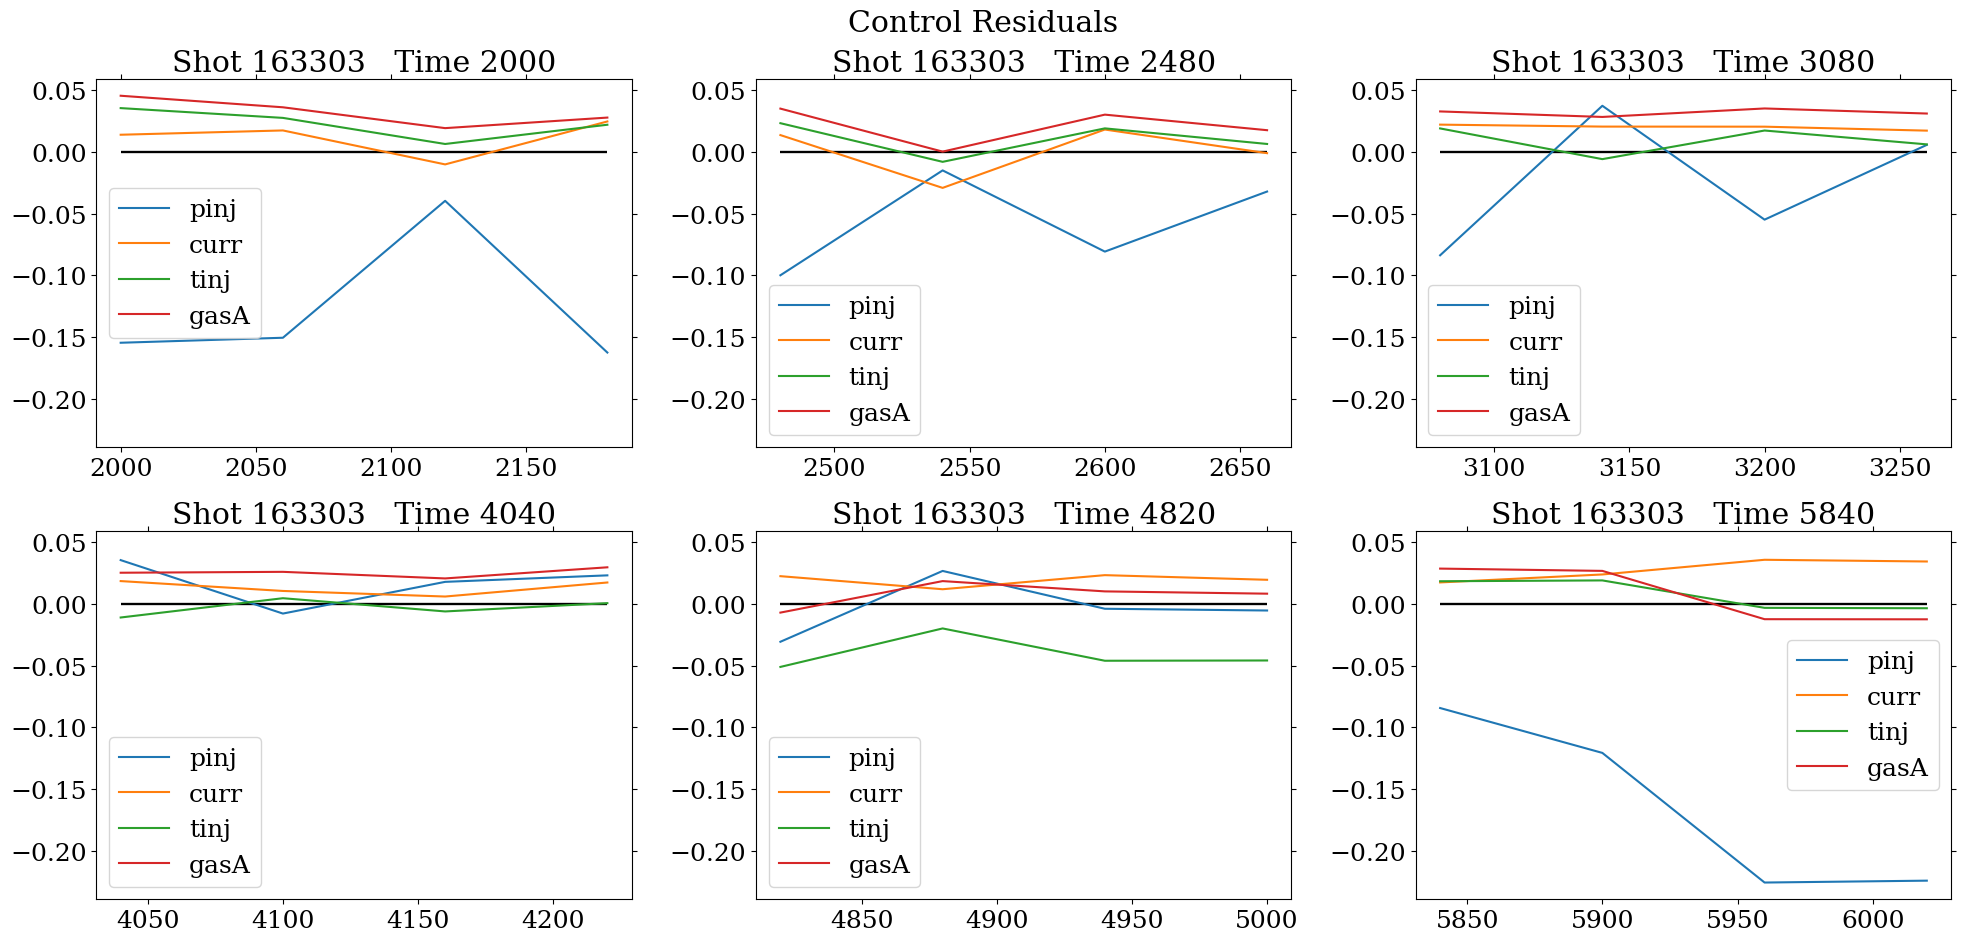 Control Residuals
Shot 163303 Time 2000
0.05
0.00
−0.05
−0.10
−0.15
−0.20
pinj
curr
tinj
gasA
2000 2050 2100 2150
Shot 163303 Time 2480
0.05
0.00
−0.05
−0.10
−0.15
−0.20
pinj
curr
tinj
gasA
2500 2550 2600 2650
Shot 163303 Time 3080
0.05
0.00
−0.05
−0.10
−0.15
−0.20
pinj
curr
tinj
gasA
3100 3150 3200 3250
Shot 163303 Time 4040
0.05
0.00
−0.05
−0.10
−0.15
−0.20
pinj
curr
tinj
gasA
4050 4100 4150 4200
Shot 163303 Time 4820
0.05
0.00
−0.05
−0.10
−0.15
−0.20
pinj
curr
tinj
gasA
4850 4900 4950 5000
Shot 163303 Time 5840
0.05
0.00
−0.05
−0.10
−0.15
−0.20
pinj
curr
tinj
gasA
5850 5900 5950 6000